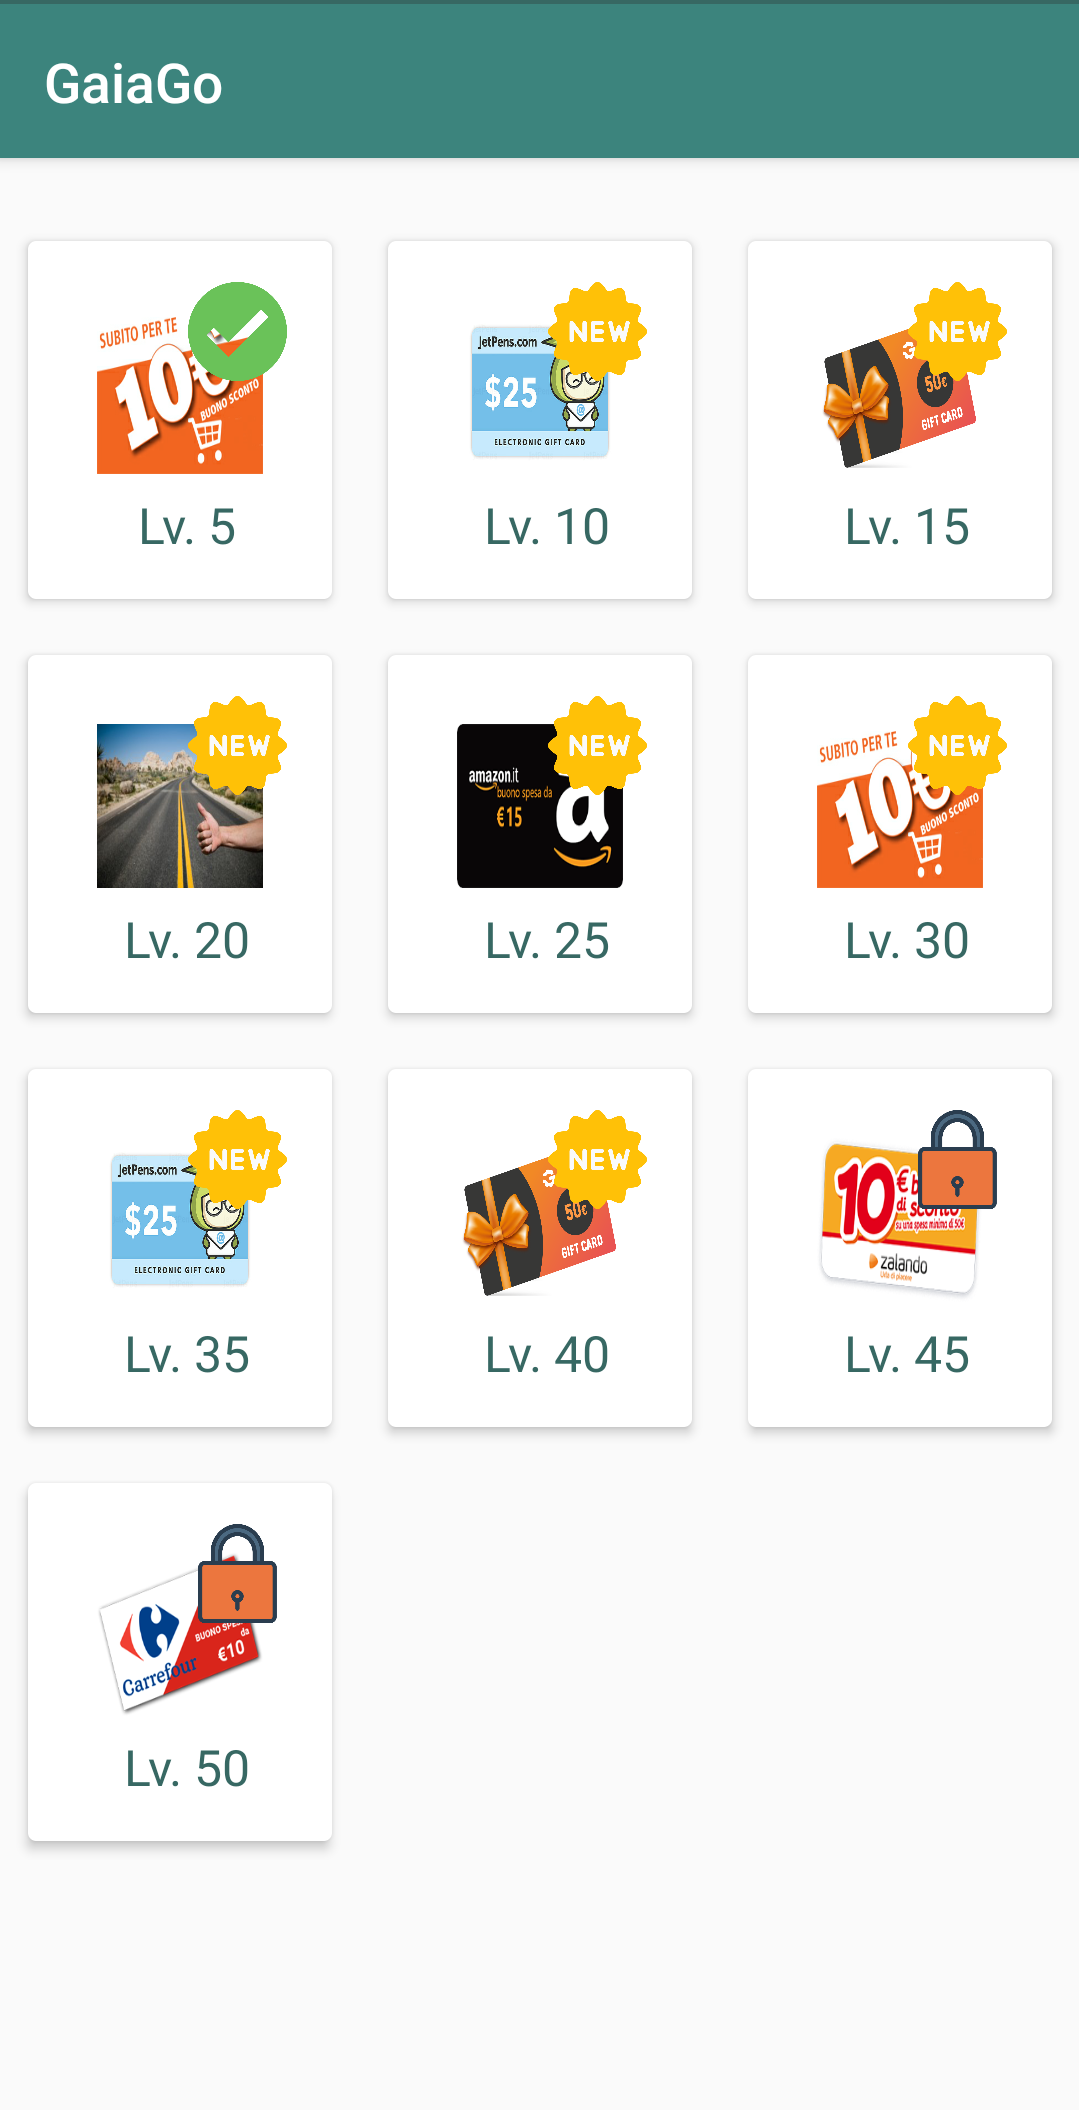 GaiaGo
SUBITO PER TE
10€
BUONO SCONTO
Lv. 5
JetPens.com
NEW
$25
ELECTRONIC GIFT CARD
Lv. 10
NEW
50€
GIFT CARD
Lv. 15
NEW
Lv. 20
NEW
amazon.it
buono spesa da
€15
a
Lv. 25
NEW
SUBITO PER TE
10€
BUONO SCONTO
Lv. 30
NEW
JetPens.com
$25
ELECTRONIC GIFT CARD
Lv. 35
NEW
50€
GIFT CARD
Lv. 40
10€
di sconto
su una spesa minima di 50€
zalando
Lv. 45
BUONO SPESA
da
€10
Carrefour
Lv. 50